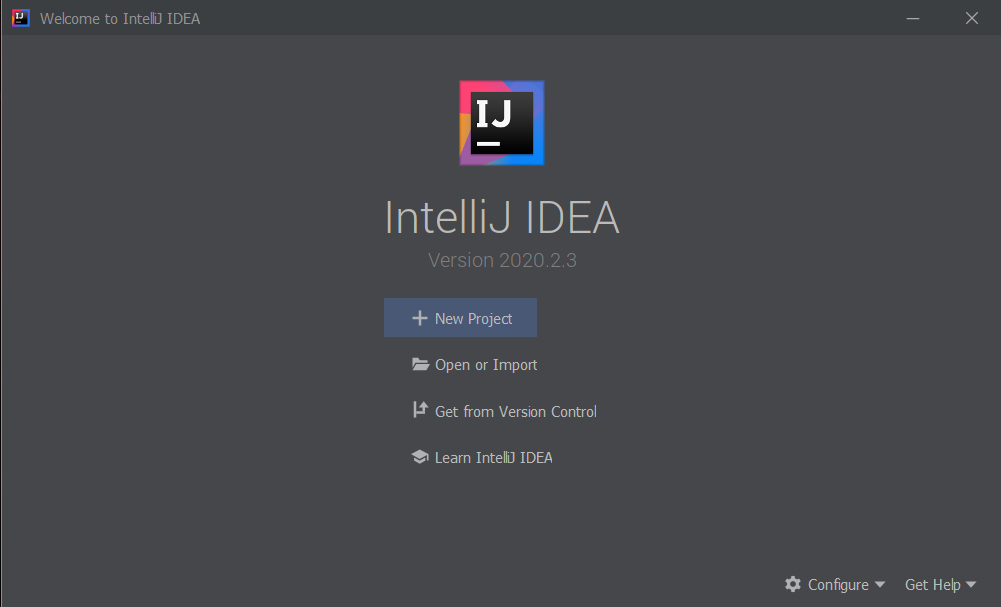 IJ Welcome to IntelliJ IDEA
IJ
IntelliJ IDEA
Version 2020.2.3
New Project
Open or Import
Get from Version Control
Learn IntelliJ IDEA
Configure Get Help